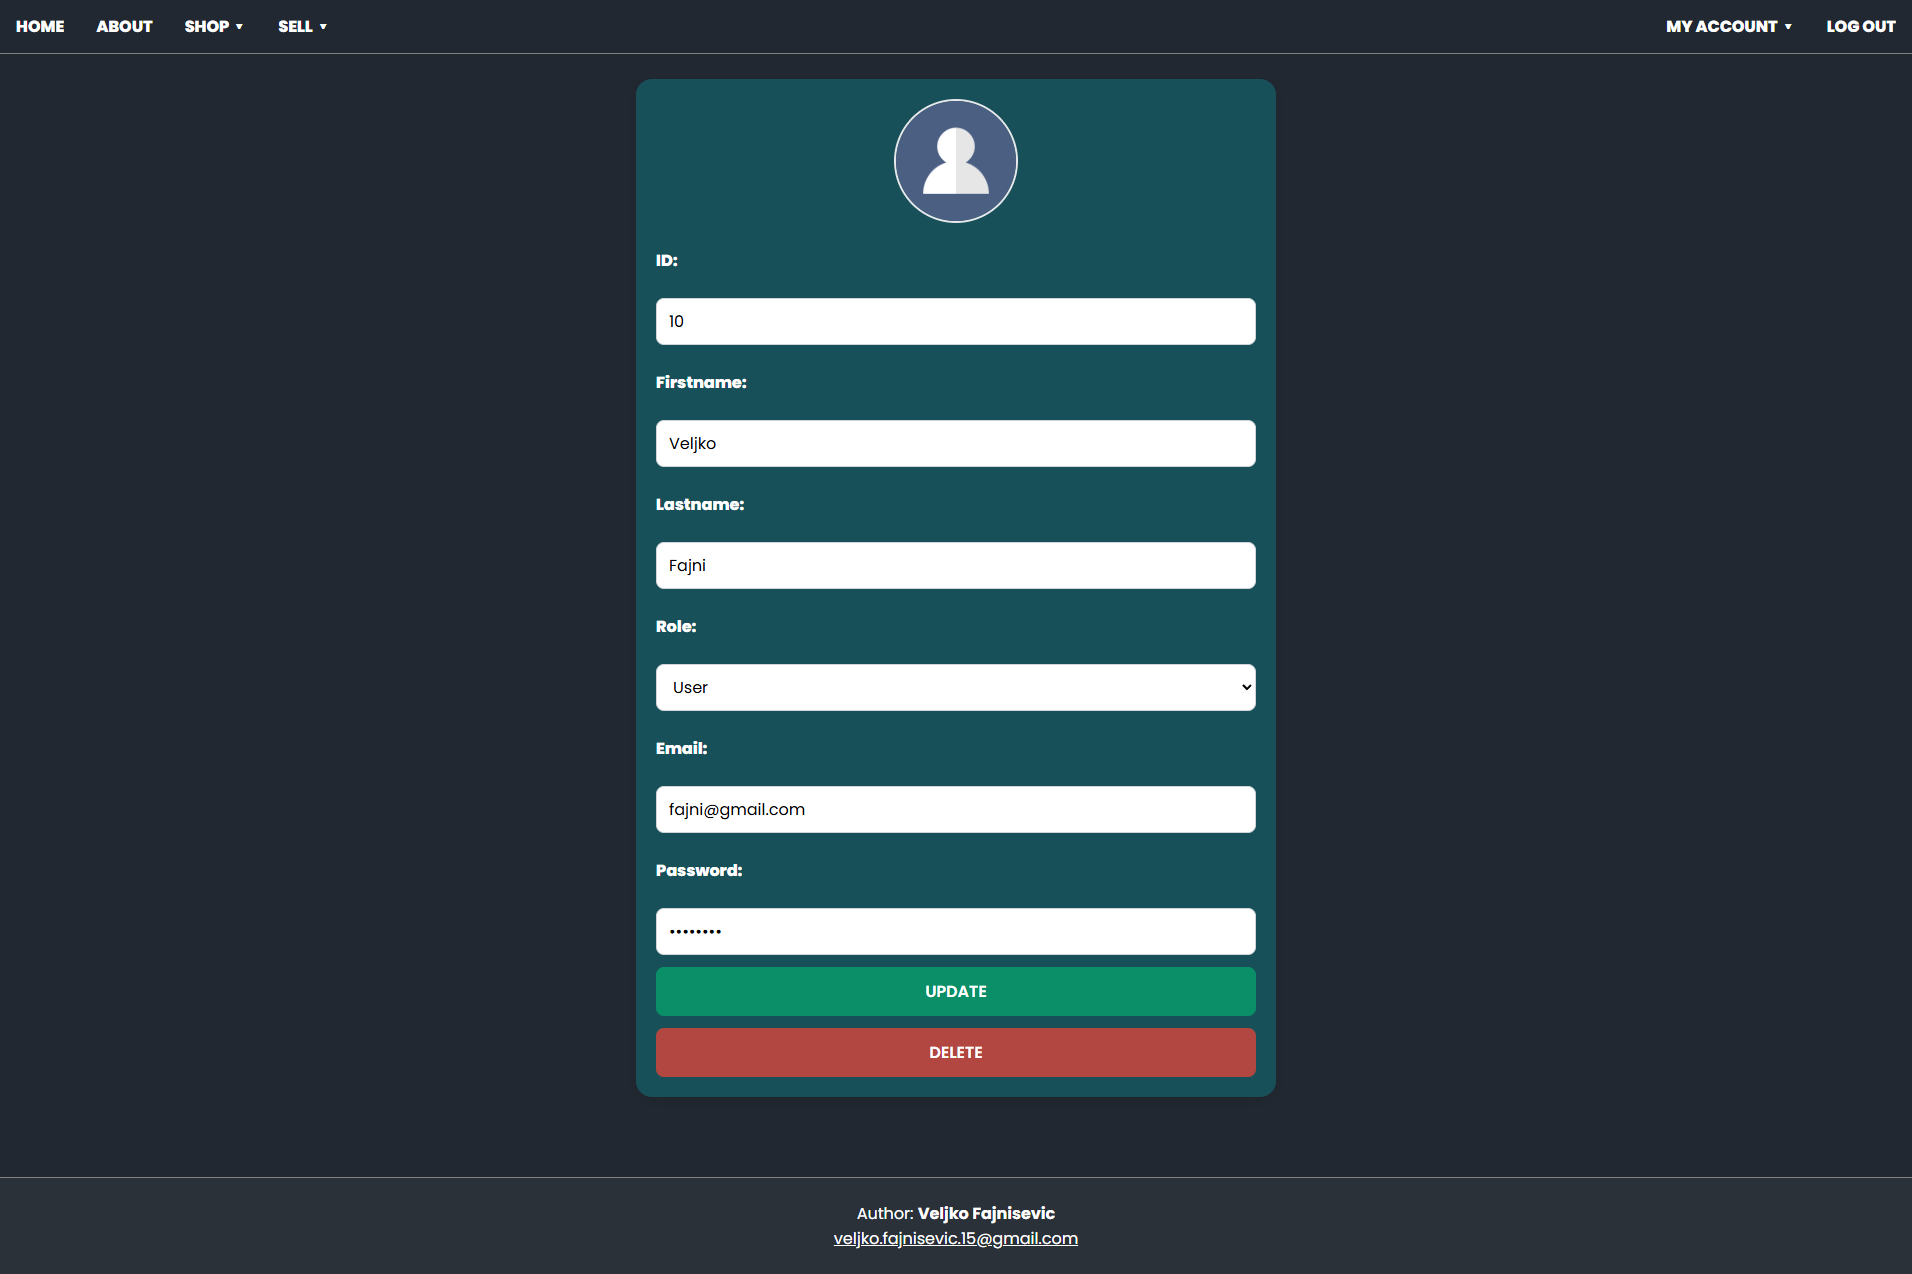 HOME ABOUT SHOP ▼ SELL ▼ MY ACCOUNT ▼ LOG OUT
ID:
10
Firstname:
Veljko
Lastname:
Fajni
Role:
User
Email:
fajni@gmail.com
Password:
••••••••
UPDATE
DELETE
Author: Veljko Fajnisevic
veljko.fajnisevic.15@gmail.com